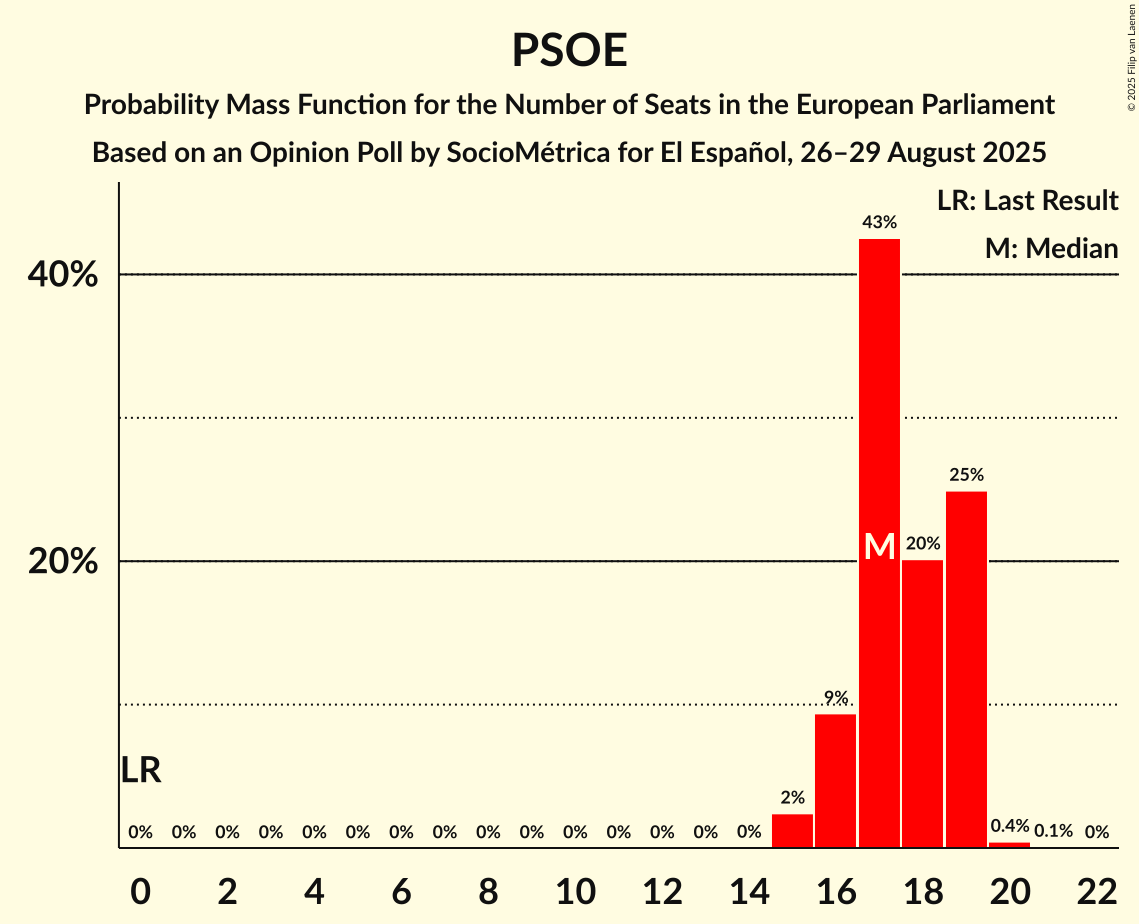 PSOE
Probability Mass Function for the Number of Seats in the European Parliament
Based on an Opinion Poll by SocioMétrica for El Español, 26–29 August 2025
© 2025 Filip van Laenen
LR: Last Result
M: Median
43%
40%
25%
M
20%
20%
9%
LR
2%
0% 0% 0% 0% 0% 0% 0% 0% 0% 0% 0% 0% 0% 0% 0% 0.4% 0.1% 0%
0 2 4 6 8 10 12 14 16 18 20 22